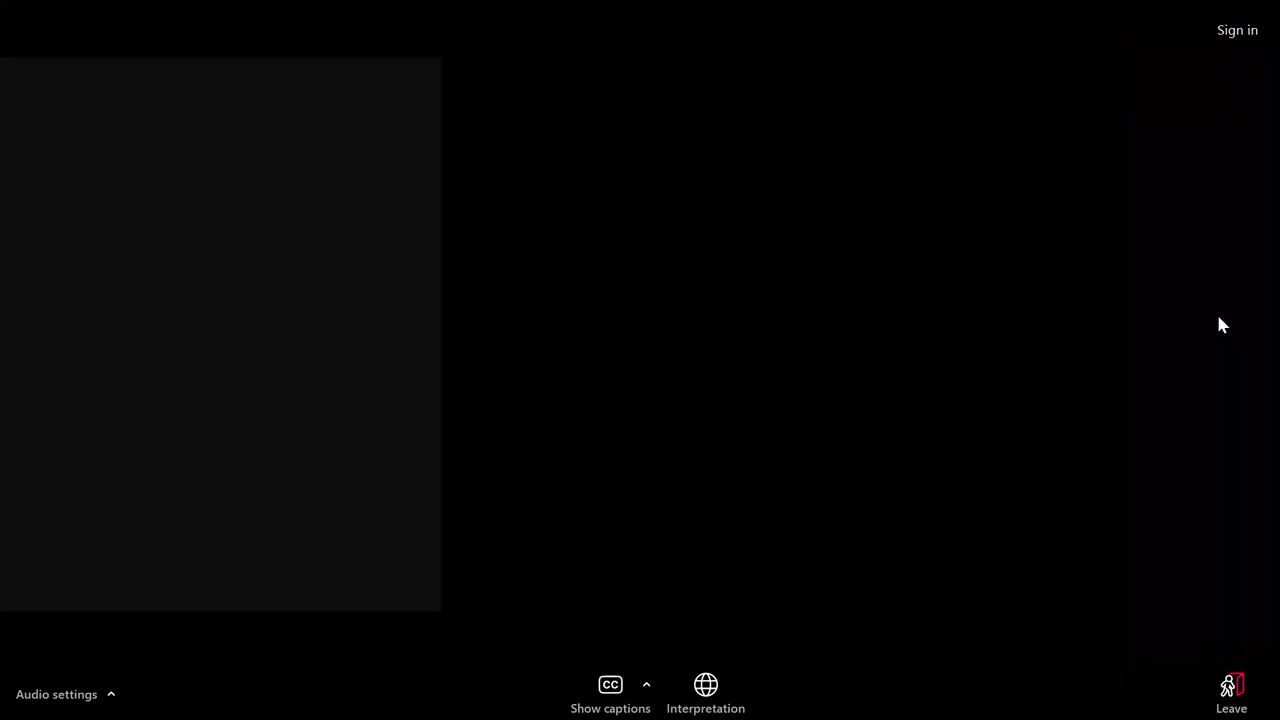 Sign in
Audio settings
CC
Show captions
Interpretation
Leave